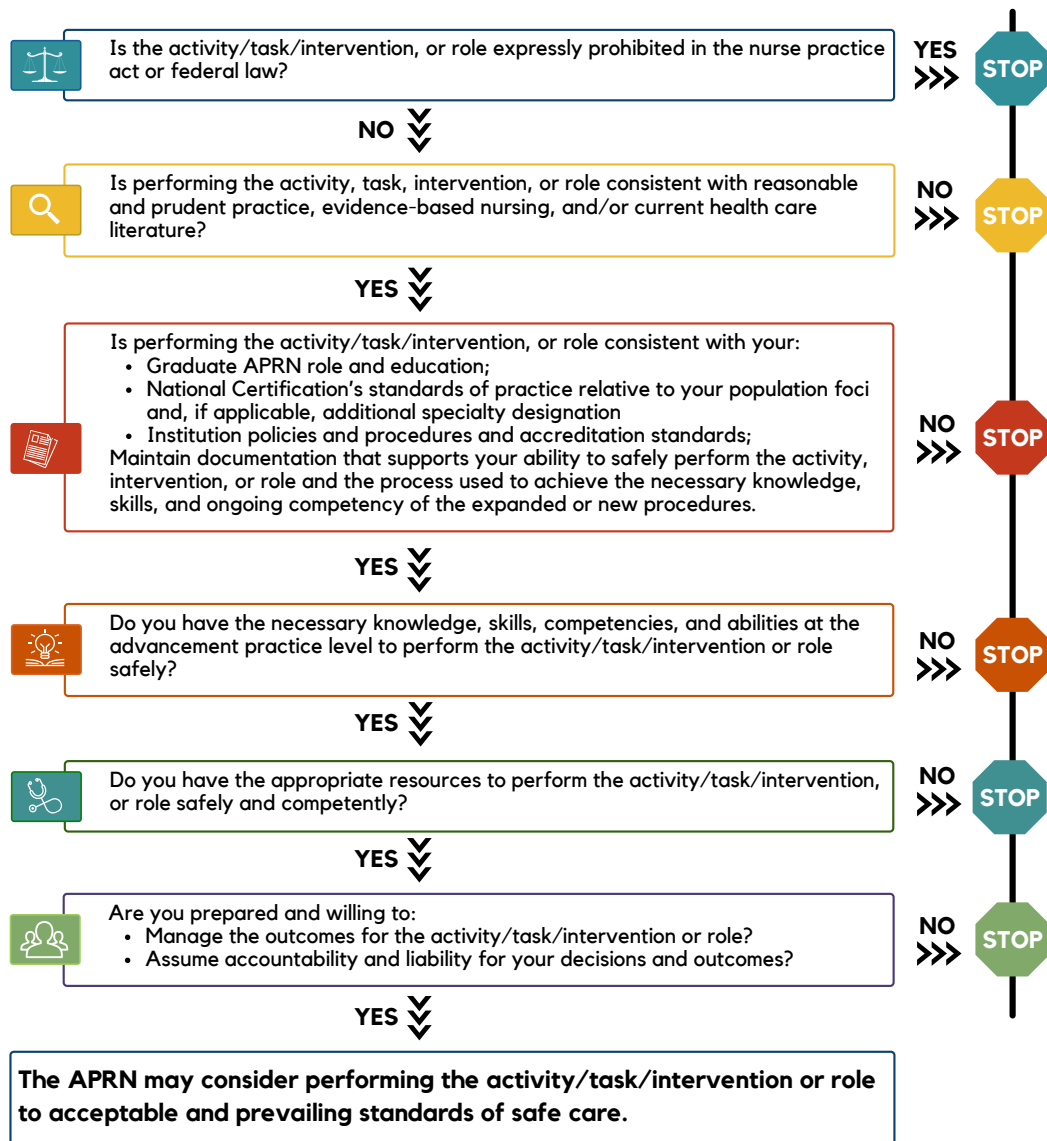 Is the activity/task/intervention, or role expressly prohibited in the nurse practice
act or federal law?
YES
STOP
NO
Is performing the activity, task, intervention, or role consistent with reasonable
and prudent practice, evidence-based nursing, and/or current health care
literature?
NO
STOP
YES
Is performing the activity/task/intervention, or role consistent with your:
• Graduate APRN role and education;
• National Certification's standards of practice relative to your population foci
and, if applicable, additional specialty designation
• Institution policies and procedures and accreditation standards;
Maintain documentation that supports your ability to safely perform the activity,
intervention, or role and the process used to achieve the necessary knowledge,
skills, and ongoing competency of the expanded or new procedures.
NO
STOP
YES
Do you have the necessary knowledge, skills, competencies, and abilities at the
advancement practice level to perform the activity/task/intervention or role
safely?
NO
STOP
YES
Do you have the appropriate resources to perform the activity/task/intervention,
or role safely and competently?
NO
STOP
YES
Are you prepared and willing to:
• Manage the outcomes for the activity/task/intervention or role?
• Assume accountability and liability for your decisions and outcomes?
NO
STOP
YES
The APRN may consider performing the activity/task/intervention or role
to acceptable and prevailing standards of safe care.